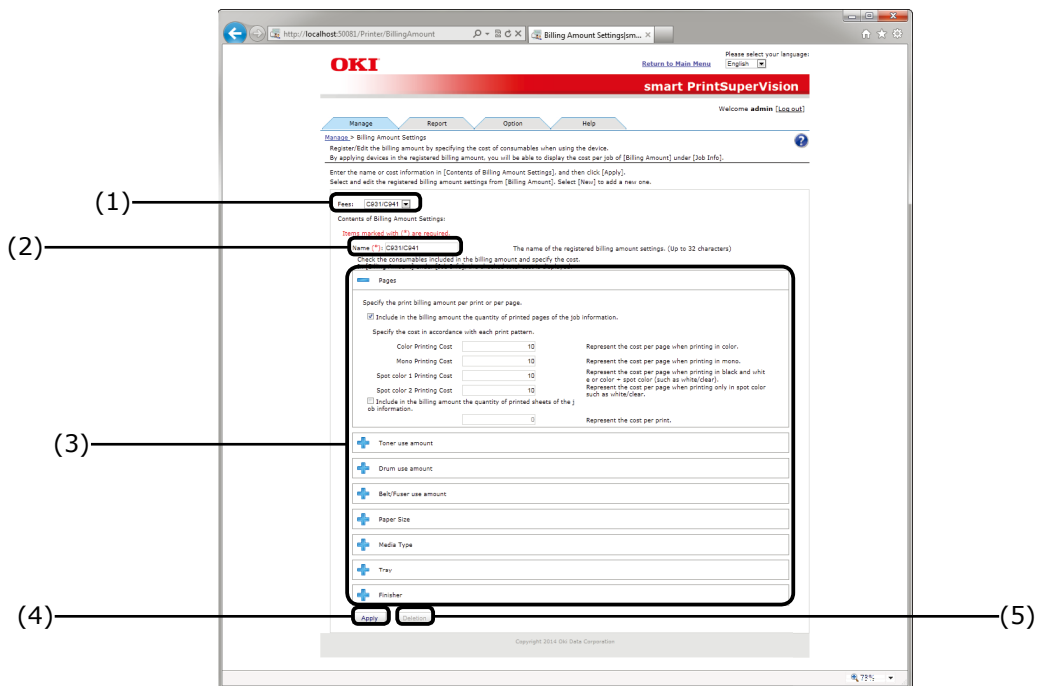 http://localhost:50081/Printer/BillingAmount
Billing Amount Settings|sm...
OKI
Please select your language:
Return to Main Menu
English
smart PrintSuperVision
Welcome admin [Log out]
Manage
Report
Option
Help
Manage > Billing Amount Settings
Register/Edit the billing amount by specifying the cost of consumables when using the device.
By applying devices in the registered billing amount, you will be able to display the cost per job of [Billing Amount] under [Job Info].
Enter the name or cost information in [Contents of Billing Amount Settings], and then click [Apply].
Select and edit the registered billing amount settings from [Billing Amount]. Select [New] to add a new one.
(1)
Fees: C931/C941
Contents of Billing Amount Settings:
Items marked with (*) are required.
(2)
Name (*): C931/C941
The name of the registered billing amount settings. (Up to 32 characters)
Check the consumables included in the billing amount and specify the cost.
Pages
Specify the print billing amount per print or per page.
Include in the billing amount the quantity of printed pages of the job information.
Specify the cost in accordance with each print pattern.
Color Printing Cost 10 Represent the cost per page when printing in color.
Mono Printing Cost 10 Represent the cost per page when printing in mono.
Spot color 1 Printing Cost 10 Represent the cost per page when printing in black and whit
e or color + spot color (such as white/clear).
Spot color 2 Printing Cost 10 Represent the cost per page when printing only in spot color
such as white/clear.
Include in the billing amount the quantity of printed sheets of the j
ob information.
0 Represent the cost per print.
(3)
Toner use amount
Drum use amount
Belt/Fuser use amount
Paper Size
Media Type
Tray
Finisher
(4)
Apply
Deletion
(5)
Copyright 2014 Oki Data Corporation
73%